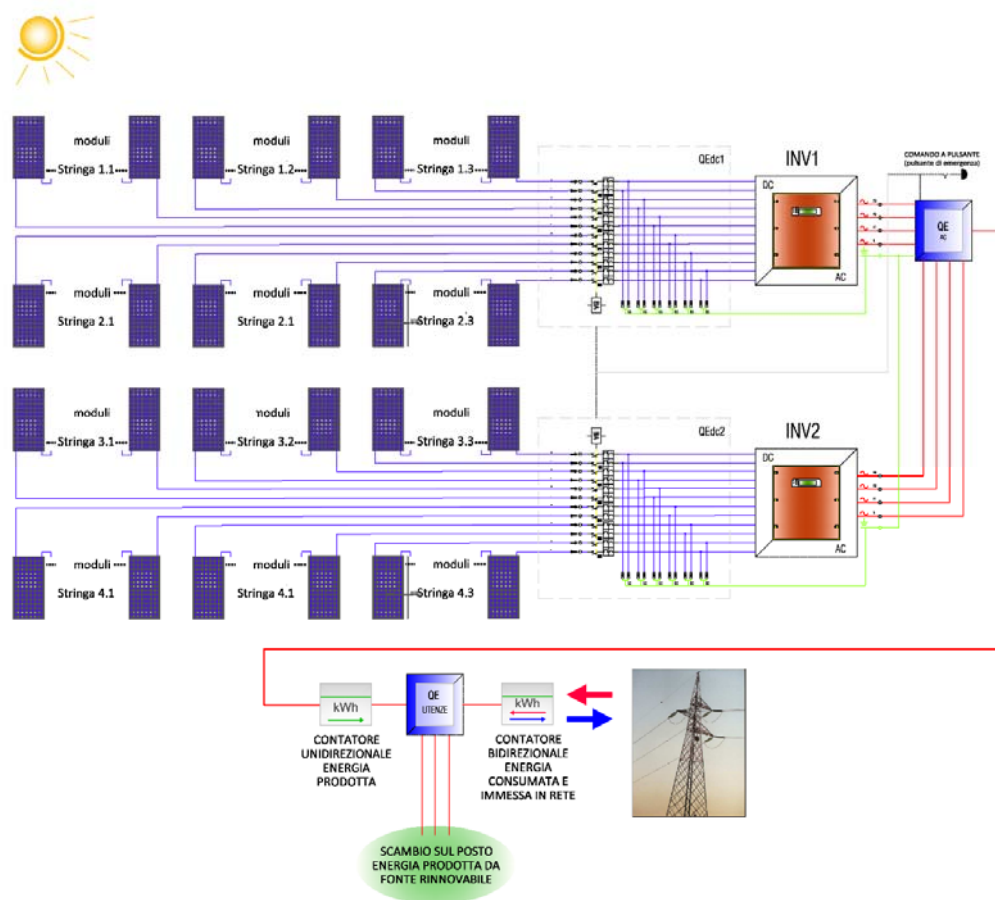 moduli
moduli
moduli
Stringa 1.1
Stringa 1.2
Stringa 1.3
QEdc1
INV1
DC
AC
COMANDO A PULSANTE
(pulsante di emergenza)
QE
AC
moduli
moduli
moduli
Stringa 2.1
Stringa 2.1
Stringa 2.3
moduli
moduli
moduli
Stringa 3.1
Stringa 3.2
Stringa 3.3
QEdc2
INV2
DC
AC
moduli
moduli
moduli
Stringa 4.1
Stringa 4.1
Stringa 4.3
kWh
QE
UTENZE
kWh
CONTATORE
UNIDIREZIONALE
ENERGIA
PRODOTTA
CONTATORE
BIDIREZIONALE
ENERGIA
CONSUMATA E
IMMESSA IN RETE
SCAMBIO SUL POSTO
ENERGIA PRODOTTA DA
FONTE RINNOVABILE